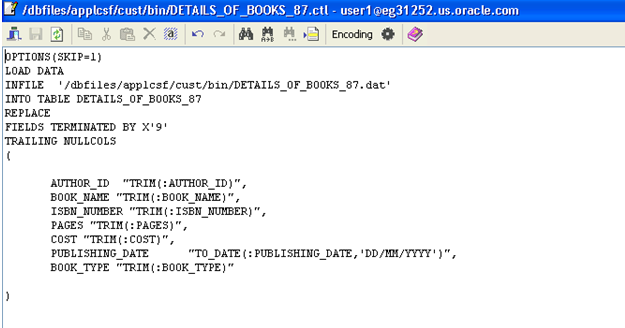 /dbfiles/applcsf/cust/bin/DETAILS_OF_BOOKS_87.ctl - user1@eg31252.us.oracle.com
Encoding
OPTIONS(SKIP=1)
LOAD DATA
INFILE  '/dbfiles/applcsf/cust/bin/DETAILS_OF_BOOKS_87.dat'
INTO TABLE DETAILS_OF_BOOKS_87
REPLACE
FIELDS TERMINATED BY X'9'
TRAILING NULLCOLS
(
AUTHOR_ID  "TRIM(:AUTHOR_ID)",
BOOK_NAME "TRIM(:BOOK_NAME)",
ISBN_NUMBER "TRIM(:ISBN_NUMBER)",
PAGES "TRIM(:PAGES)",
COST "TRIM(:COST)",
PUBLISHING_DATE      "TO_DATE(:PUBLISHING_DATE,'DD/MM/YYYY')",
BOOK_TYPE "TRIM(:BOOK_TYPE)"
)